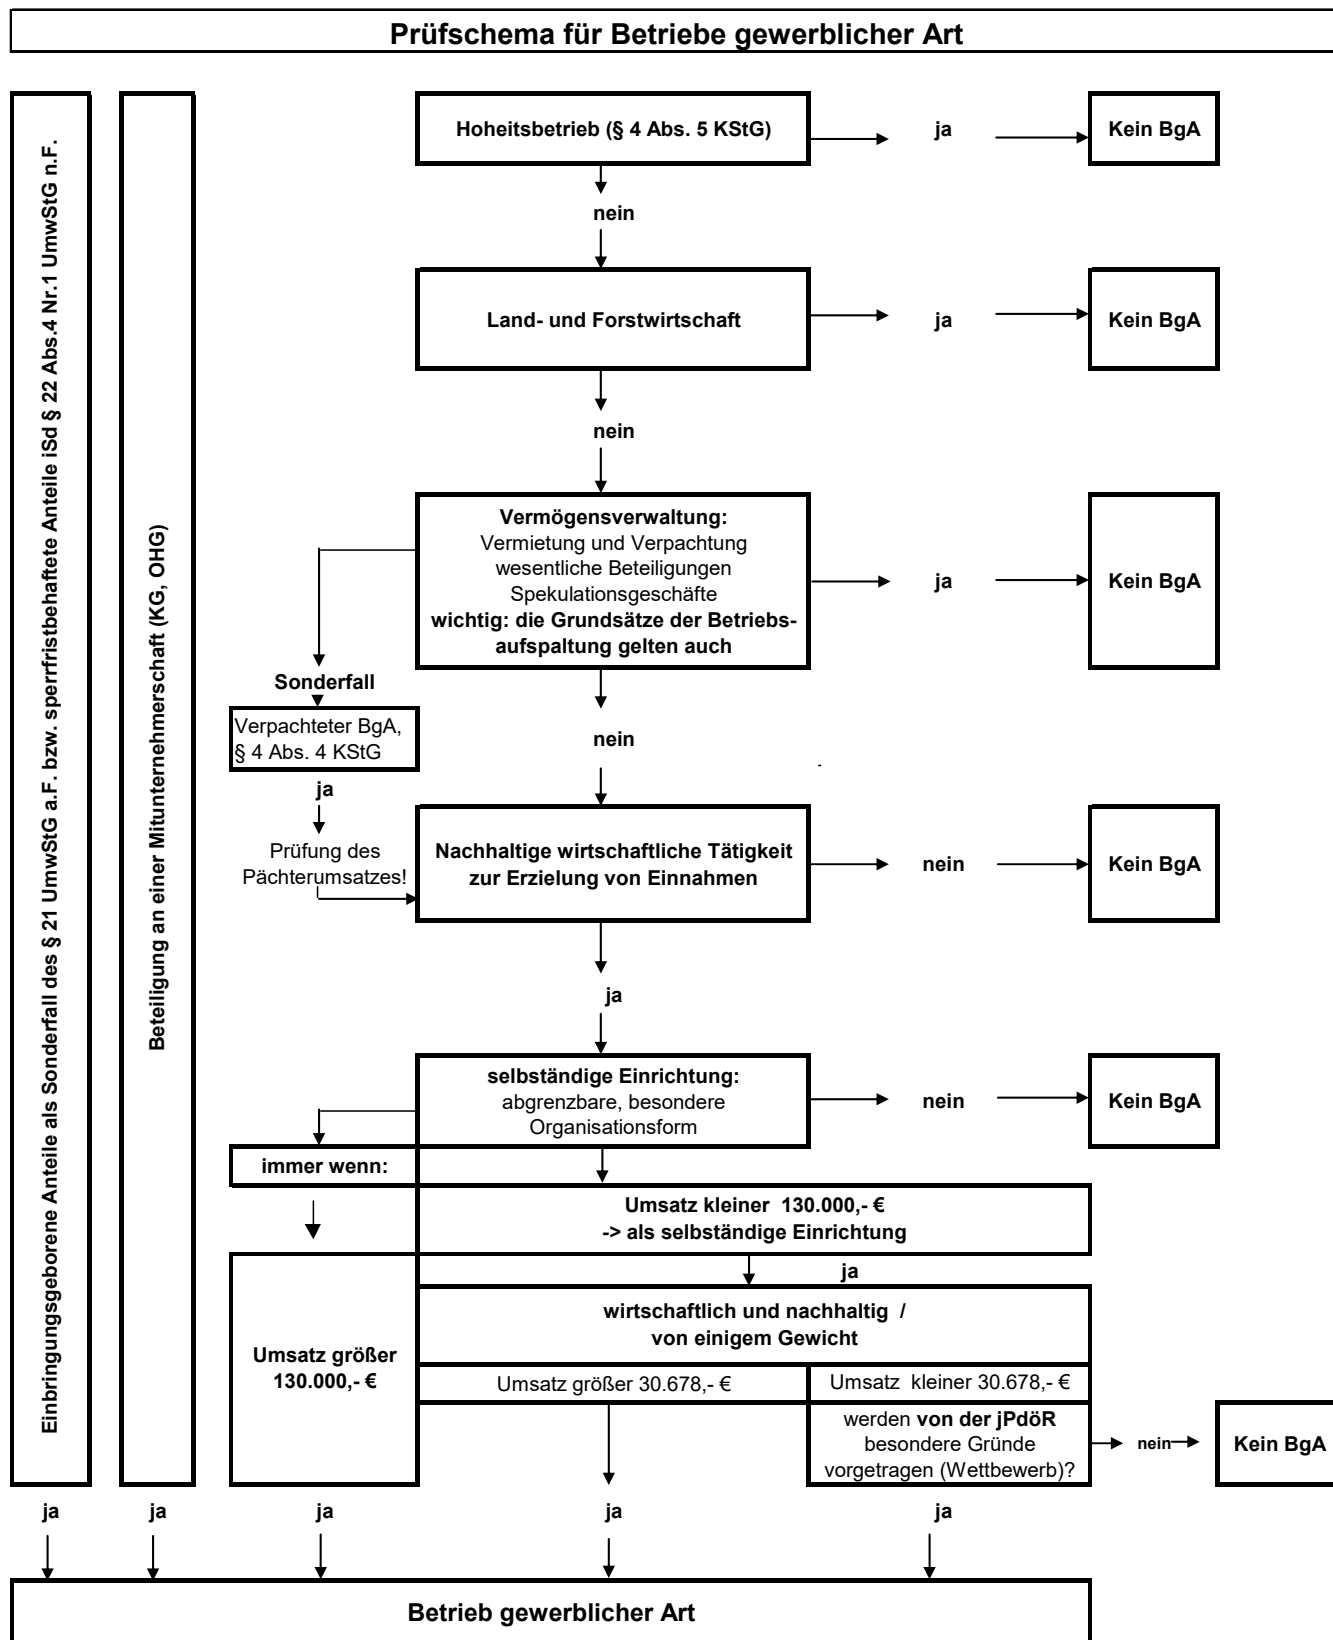 Prüfschema für Betriebe gewerblicher Art
Einbringungsgeborene Anteile als Sonderfall des § 21 UmwStG a.F. bzw. sperrfristbehaftete Anteile iSd § 22 Abs.4 Nr.1 UmwStG n.F.
Beteiligung an einer Mitunternehmerschaft (KG, OHG)
Hoheitsbetrieb (§ 4 Abs. 5 KStG)
ja
Kein BgA
nein
Land- und Forstwirtschaft
ja
Kein BgA
nein
Vermögensverwaltung:
Vermietung und Verpachtung
wesentliche Beteiligungen
Spekulationsgeschäfte
wichtig: die Grundsätze der Betriebs-
aufspaltung gelten auch
ja
Kein BgA
Sonderfall
Verpachteter BgA,
§ 4 Abs. 4 KStG
nein
ja
Prüfung des
Pächterumsatzes!
Nachhaltige wirtschaftliche Tätigkeit
zur Erzielung von Einnahmen
nein
Kein BgA
ja
selbständige Einrichtung:
abgrenzbare, besondere
Organisationsform
nein
Kein BgA
immer wenn:
Umsatz kleiner 130.000,- €
-> als selbständige Einrichtung
ja
wirtschaftlich und nachhaltig /
von einigem Gewicht
Umsatz größer
130.000,- €
Umsatz größer 30.678,- €
Umsatz kleiner 30.678,- €
werden von der jPdöR
besondere Gründe
vorgetragen (Wettbewerb)?
nein
Kein BgA
ja
ja
ja
ja
ja
Betrieb gewerblicher Art